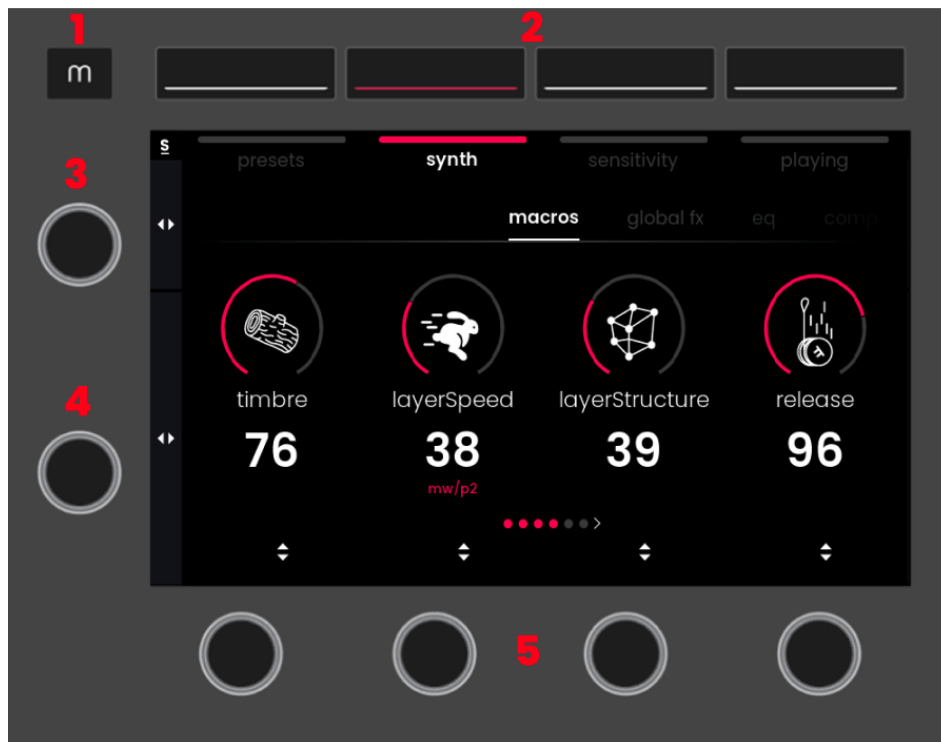 1
2
m
S
presets synth sensitivity playing
3
macros global fx eq comp
timbre layerSpeed layerStructure release
4
76 38 39 96
mw/p2
5